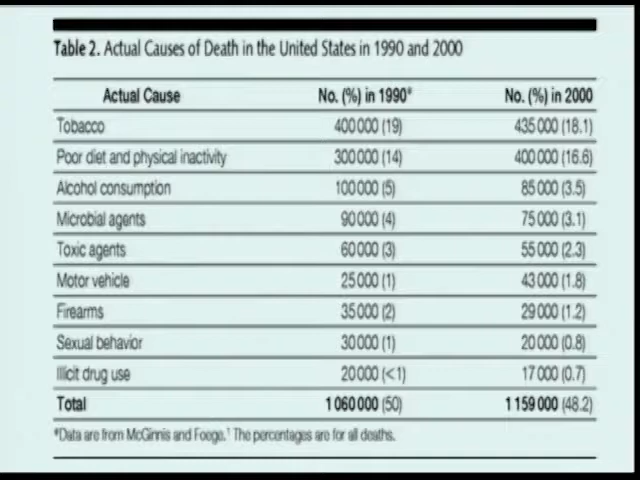 Table 2. Actual Causes of Death in the United States in 1990 and 2000
Actual Cause No. (%) in 1990* No. (%) in 2000
Tobacco 400 000 (19) 435 000 (18.1)
Poor diet and physical inactivity 300 000 (14) 400 000 (16.6)
Alcohol consumption 100 000 (5) 85 000 (3.5)
Microbial agents 90 000 (4) 75 000 (3.1)
Toxic agents 60 000 (3) 55 000 (2.3)
Motor vehicle 25 000 (1) 43 000 (1.8)
Firearms 35 000 (2) 29 000 (1.2)
Sexual behavior 30 000 (1) 20 000 (0.8)
Illicit drug use 20 000 (<1) 17 000 (0.7)
Total 1 060 000 (50) 1 159 000 (48.2)
*Data are from McGinnis and Foege.1 The percentages are for all deaths.